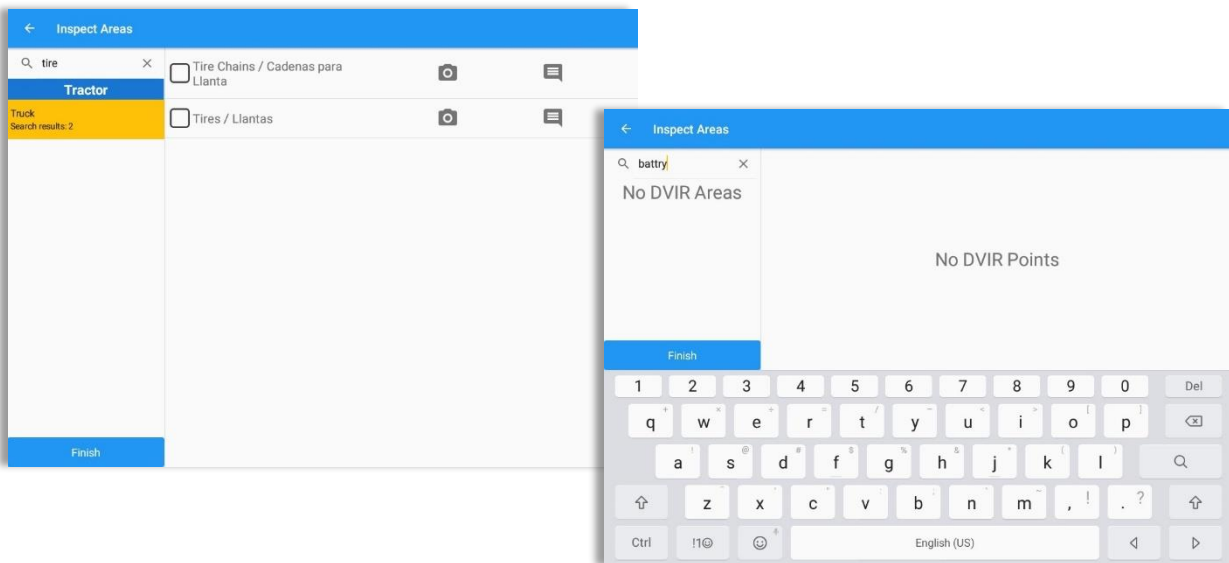 Inspect Areas
tire
Tractor
Truck
Search results: 2
Tire Chains / Cadenas para
Llanta
Tires / Llantas
Finish
Inspect Areas
battry
No DVIR Areas
No DVIR Points
Finish
1 2 3 4 5 6 7 8 9 0 Del
q w e r t y u i o p
a s d f g h j k l
z x c v b n m , ! . ?
Ctrl !1☺ English (US)